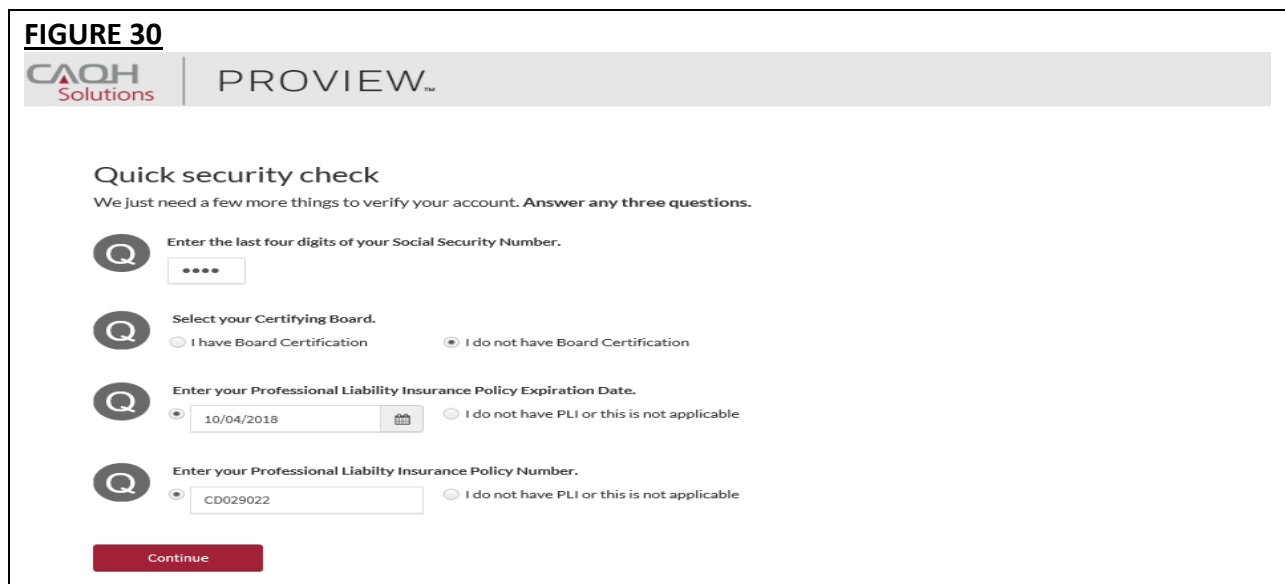 FIGURE 30
CAQH
Solutions
PROVIEW™
Quick security check
We just need a few more things to verify your account. Answer any three questions.
Q Enter the last four digits of your Social Security Number.
••••
Q Select your Certifying Board.
I have Board Certification I do not have Board Certification
Q Enter your Professional Liability Insurance Policy Expiration Date.
10/04/2018 I do not have PLI or this is not applicable
Q Enter your Professional Liabilty Insurance Policy Number.
CD029022 I do not have PLI or this is not applicable
Continue